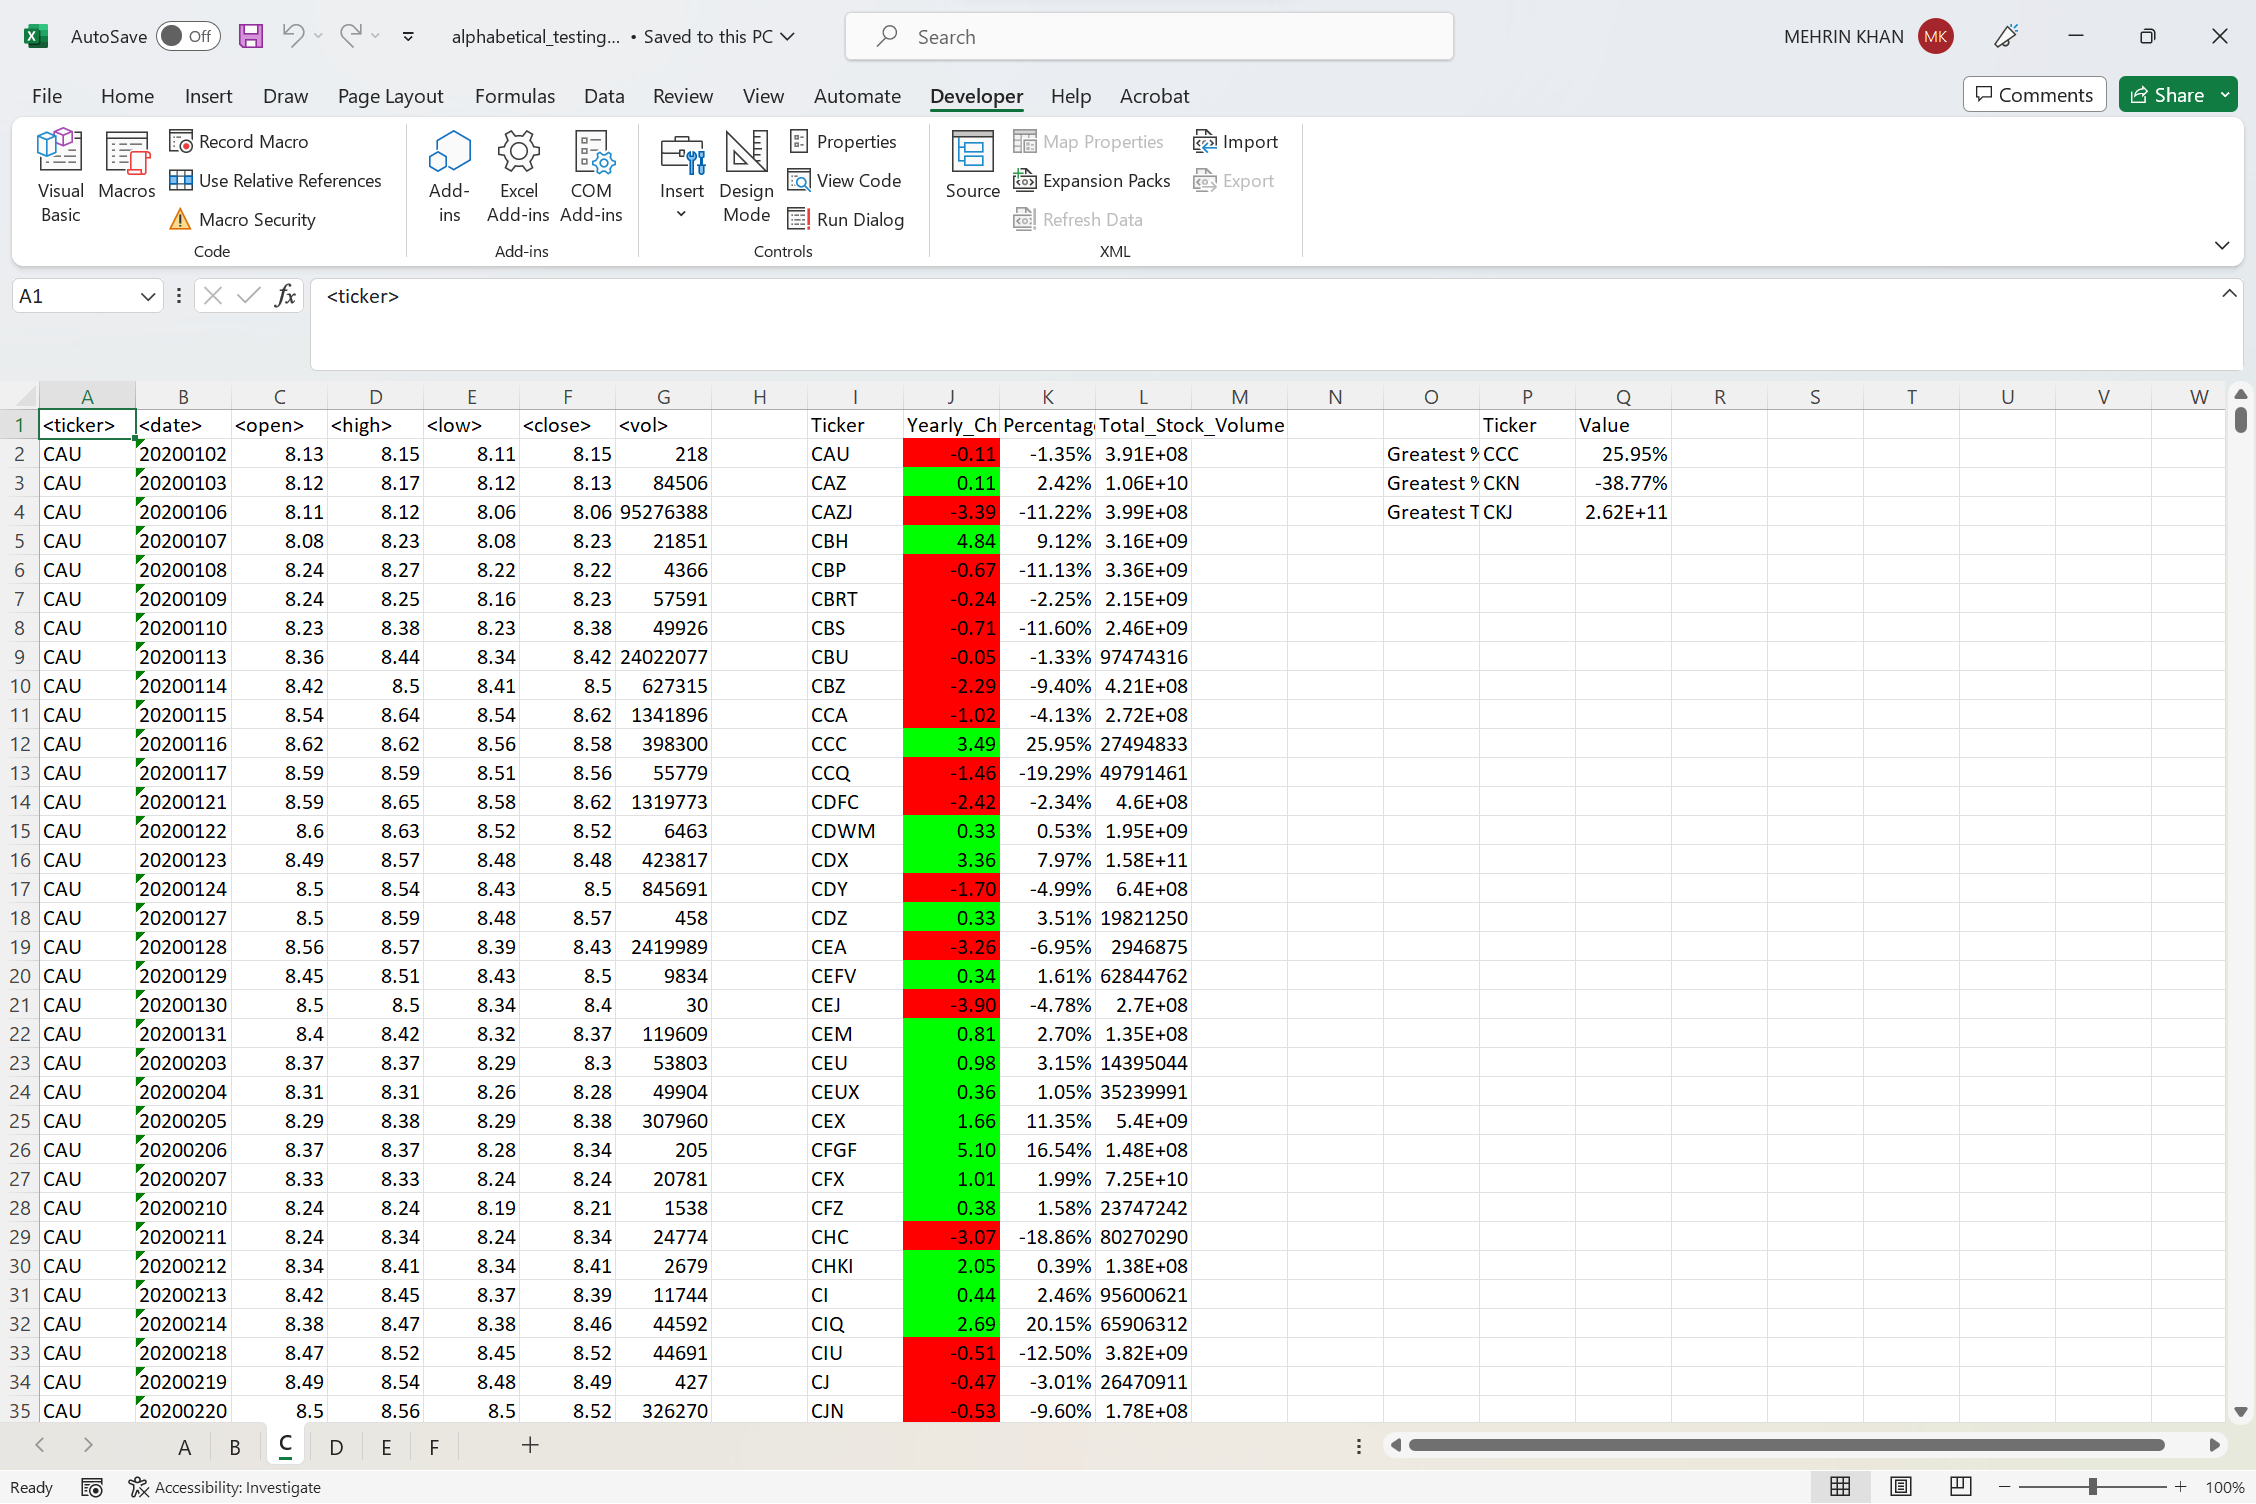 AutoSave Off alphabetical_testing... • Saved to this PC Search MEHRIN KHAN MK
File Home Insert Draw Page Layout Formulas Data Review View Automate Developer Help Acrobat Comments Share
Visual Basic Macros Record Macro Use Relative References Macro Security Code
Add-ins Excel Add-ins COM Add-ins Add-ins
Insert Design Mode Properties View Code Run Dialog Controls
Source Map Properties Expansion Packs Refresh Data Import Export XML
A1 fx <ticker>
A B C D E F G H I J K L M N O P Q R S T U V W
1 <ticker> <date> <open> <high> <low> <close> <vol> Ticker Yearly_Ch Percentag Total_Stock_Volume Ticker Value
2 CAU 20200102 8.13 8.15 8.11 8.15 218 CAU -0.11 -1.35% 3.91E+08 Greatest % CCC 25.95%
3 CAU 20200103 8.12 8.17 8.12 8.13 84506 CAZ 0.11 2.42% 1.06E+10 Greatest % CKN -38.77%
4 CAU 20200106 8.11 8.12 8.06 8.06 95276388 CAZJ -3.39 -11.22% 3.99E+08 Greatest T CKJ 2.62E+11
5 CAU 20200107 8.08 8.23 8.08 8.23 21851 CBH 4.84 9.12% 3.16E+09
6 CAU 20200108 8.24 8.27 8.22 8.22 4366 CBP -0.67 -11.13% 3.36E+09
7 CAU 20200109 8.24 8.25 8.16 8.23 57591 CBRT -0.24 -2.25% 2.15E+09
8 CAU 20200110 8.23 8.38 8.23 8.38 49926 CBS -0.71 -11.60% 2.46E+09
9 CAU 20200113 8.36 8.44 8.34 8.42 24022077 CBU -0.05 -1.33% 97474316
10 CAU 20200114 8.42 8.5 8.41 8.5 627315 CBZ -2.29 -9.40% 4.21E+08
11 CAU 20200115 8.54 8.64 8.54 8.62 1341896 CCA -1.02 -4.13% 2.72E+08
12 CAU 20200116 8.62 8.62 8.56 8.58 398300 CCC 3.49 25.95% 27494833
13 CAU 20200117 8.59 8.59 8.51 8.56 55779 CCQ -1.46 -19.29% 49791461
14 CAU 20200121 8.59 8.65 8.58 8.62 1319773 CDFC -2.42 -2.34% 4.6E+08
15 CAU 20200122 8.6 8.63 8.52 8.52 6463 CDWM 0.33 0.53% 1.95E+09
16 CAU 20200123 8.49 8.57 8.48 8.48 423817 CDX 3.36 7.97% 1.58E+11
17 CAU 20200124 8.5 8.54 8.43 8.5 845691 CDY -1.70 -4.99% 6.4E+08
18 CAU 20200127 8.5 8.59 8.48 8.57 458 CDZ 0.33 3.51% 19821250
19 CAU 20200128 8.56 8.57 8.39 8.43 2419989 CEA -3.26 -6.95% 2946875
20 CAU 20200129 8.45 8.51 8.43 8.5 9834 CEFV 0.34 1.61% 62844762
21 CAU 20200130 8.5 8.5 8.34 8.4 30 CEJ -3.90 -4.78% 2.7E+08
22 CAU 20200131 8.4 8.42 8.32 8.37 119609 CEM 0.81 2.70% 1.35E+08
23 CAU 20200203 8.37 8.37 8.29 8.3 53803 CEU 0.98 3.15% 14395044
24 CAU 20200204 8.31 8.31 8.26 8.28 49904 CEUX 0.36 1.05% 35239991
25 CAU 20200205 8.29 8.38 8.29 8.38 307960 CEX 1.66 11.35% 5.4E+09
26 CAU 20200206 8.37 8.37 8.28 8.34 205 CFGF 5.10 16.54% 1.48E+08
27 CAU 20200207 8.33 8.33 8.24 8.24 20781 CFX 1.01 1.99% 7.25E+10
28 CAU 20200210 8.24 8.24 8.19 8.21 1538 CFZ 0.38 1.58% 23747242
29 CAU 20200211 8.24 8.34 8.24 8.34 24774 CHC -3.07 -18.86% 80270290
30 CAU 20200212 8.34 8.41 8.34 8.41 2679 CHKI 2.05 0.39% 1.38E+08
31 CAU 20200213 8.42 8.45 8.37 8.39 11744 CI 0.44 2.46% 95600621
32 CAU 20200214 8.38 8.47 8.38 8.46 44592 CIQ 2.69 20.15% 65906312
33 CAU 20200218 8.47 8.52 8.45 8.52 44691 CIU -0.51 -12.50% 3.82E+09
34 CAU 20200219 8.49 8.54 8.48 8.49 427 CJ -0.47 -3.01% 26470911
35 CAU 20200220 8.5 8.56 8.5 8.52 326270 CJN -0.53 -9.60% 1.78E+08
A B C D E F
Ready Accessibility: Investigate 100%